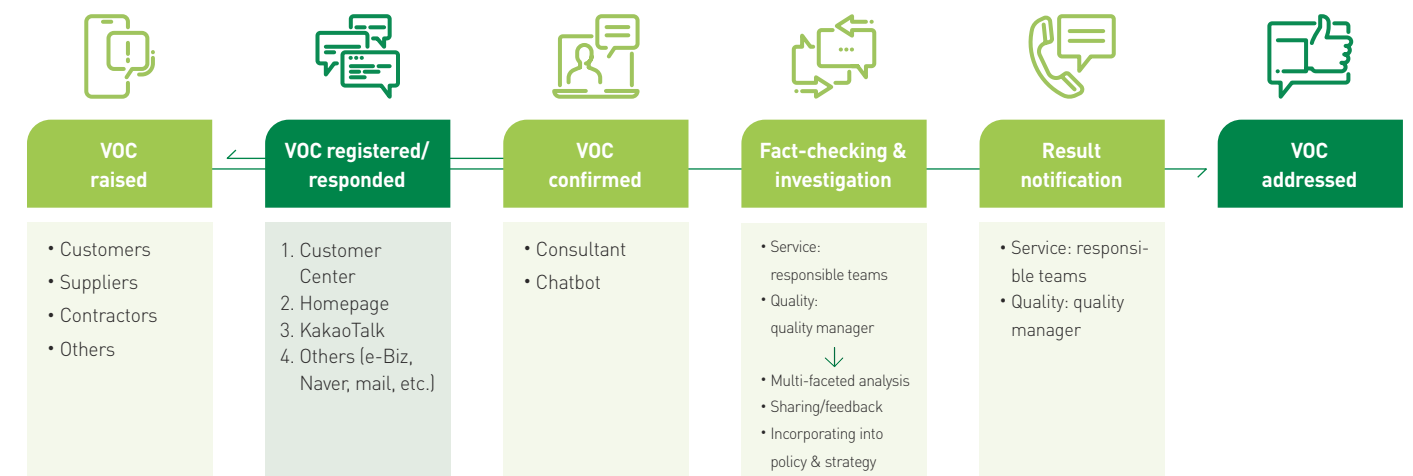 VOC
raised
VOC registered/
responded
VOC
confirmed
Fact-checking &
investigation
Result
notification
VOC
addressed
• Customers
• Suppliers
• Contractors
• Others
1. Customer
Center
2. Homepage
3. KakaoTalk
4. Others (e-Biz,
Naver, mail, etc.)
• Consultant
• Chatbot
• Service:
responsible teams
• Quality:
quality manager
• Multi-faceted analysis
• Sharing/feedback
• Incorporating into
policy & strategy
• Service: responsi-
ble teams
• Quality: quality
manager